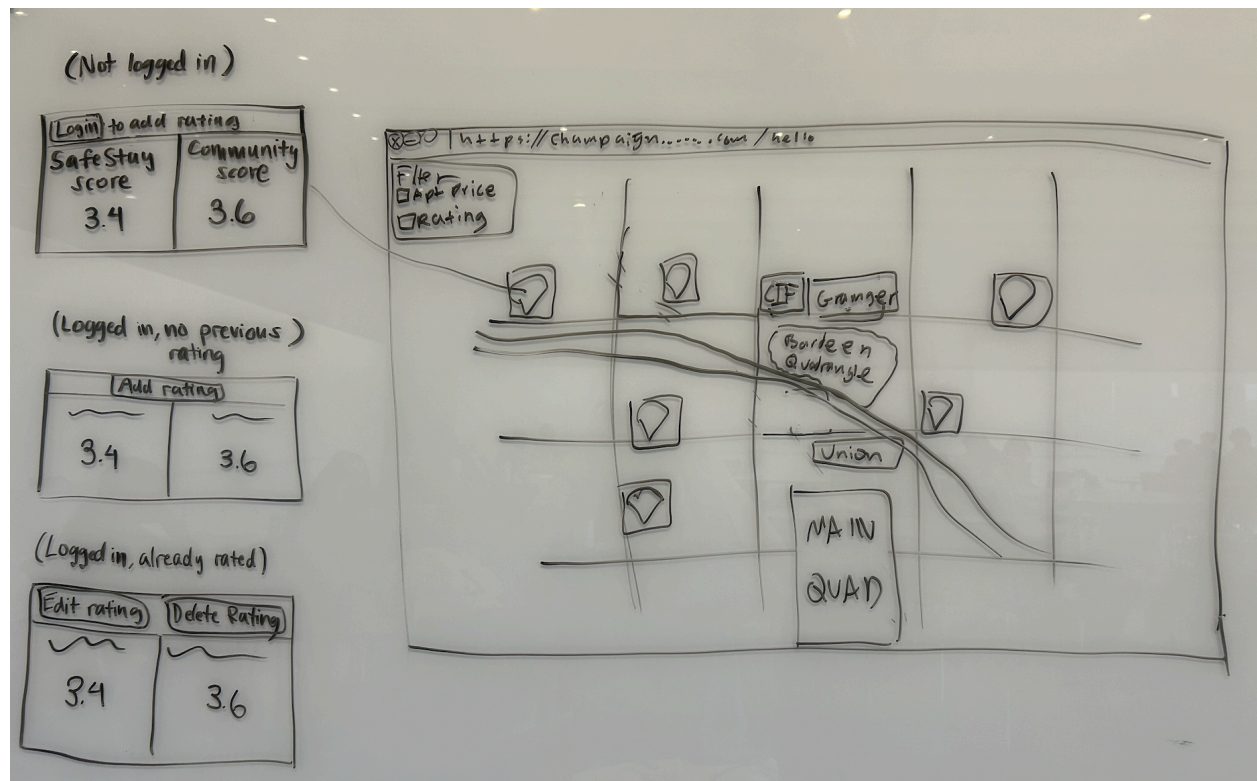 (Not logged in)
Login to add rating
SafeStay
score
3.4
Community
score
3.6
(Logged in, no previous)
rating
Add rating
3.4
3.6
(Logged in, already rated)
Edit rating
Delete Rating
3.4
3.6
https://champaign.......com/hello
Filter
Apt Price
Rating
CIF
Grainger
Bardeen
Quadrangle
Union
MAIN
QUAD